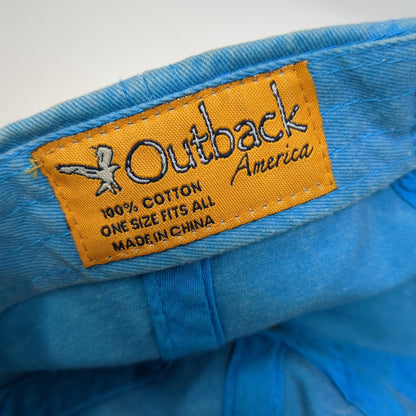 Outback
America
100% COTTON
ONE SIZE FITS ALL
MADE IN CHINA